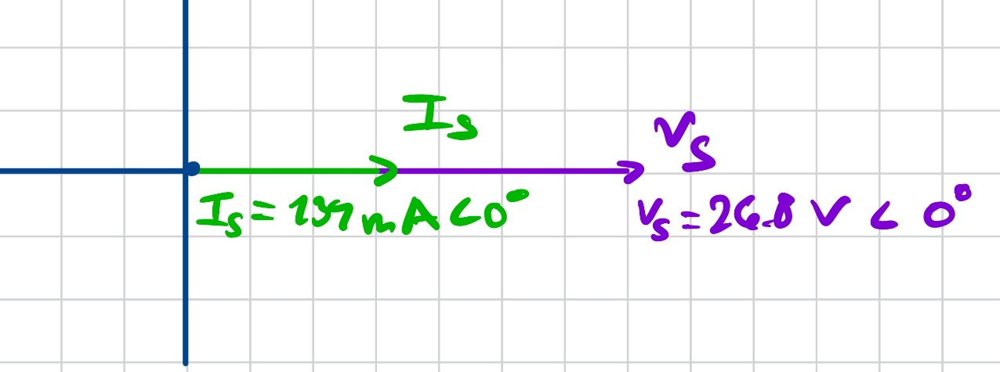 Is
Vs
Is = 134 mA < 0°
Vs = 26.8 V < 0°